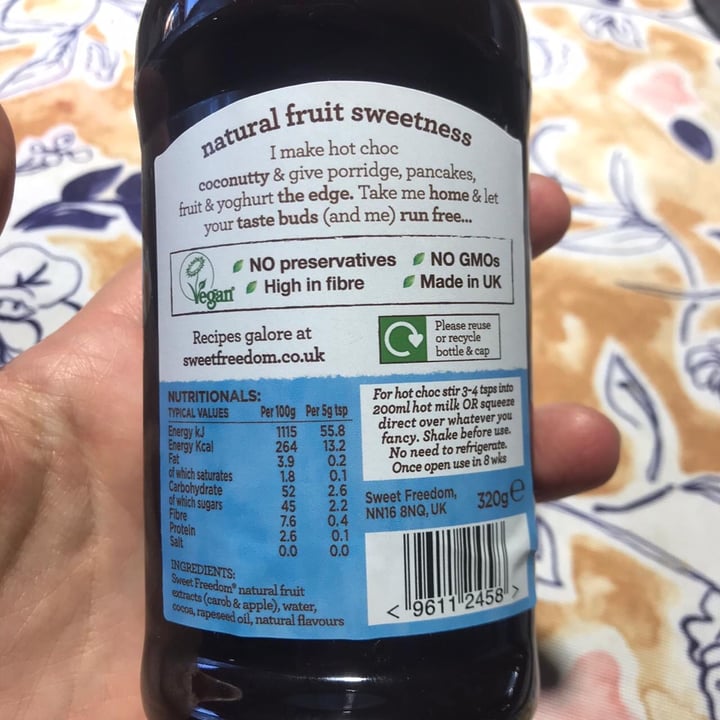 natural fruit sweetness
I make hot choc
coconutty & give porridge, pancakes,
fruit & yoghurt the edge. Take me home & let
your taste buds (and me) run free...
Vegan
NO preservatives NO GMOs
High in fibre Made in UK
Recipes galore at
sweetfreedom.co.uk
Please reuse
or recycle
bottle & cap
NUTRITIONALS:
TYPICAL VALUES Per 100g Per 5g tsp
Energy kJ 1115 55.8
Energy Kcal 264 13.2
Fat 3.9 0.2
of which saturates 1.8 0.1
Carbohydrate 52 2.6
of which sugars 45 2.2
Fibre 7.6 0.4
Protein 2.6 0.1
Salt 0.0 0.0
INGREDIENTS:
Sweet Freedom® natural fruit
extracts (carob & apple), water,
cocoa, rapeseed oil, natural flavours
For hot choc stir 3-4 tsps into
200ml hot milk OR squeeze
direct over whatever you
fancy. Shake before use.
No need to refrigerate.
Once open use in 8 wks
Sweet Freedom,
NN16 8NQ, UK
320g e
< 9611 2458 >